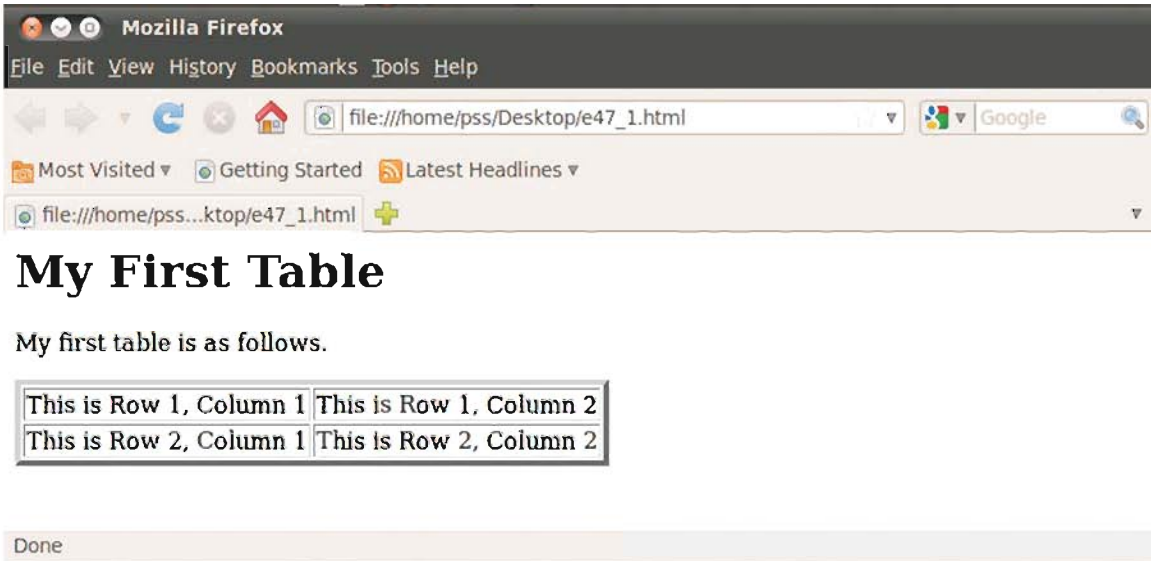 Mozilla Firefox
File Edit View History Bookmarks Tools Help
file:///home/pss/Desktop/e47_1.html Google
Most Visited Getting Started Latest Headlines
file:///home/pss...ktop/e47_1.html
My First Table
My first table is as follows.
This is Row 1, Column 1 This is Row 1, Column 2
This is Row 2, Column 1 This is Row 2, Column 2
Done